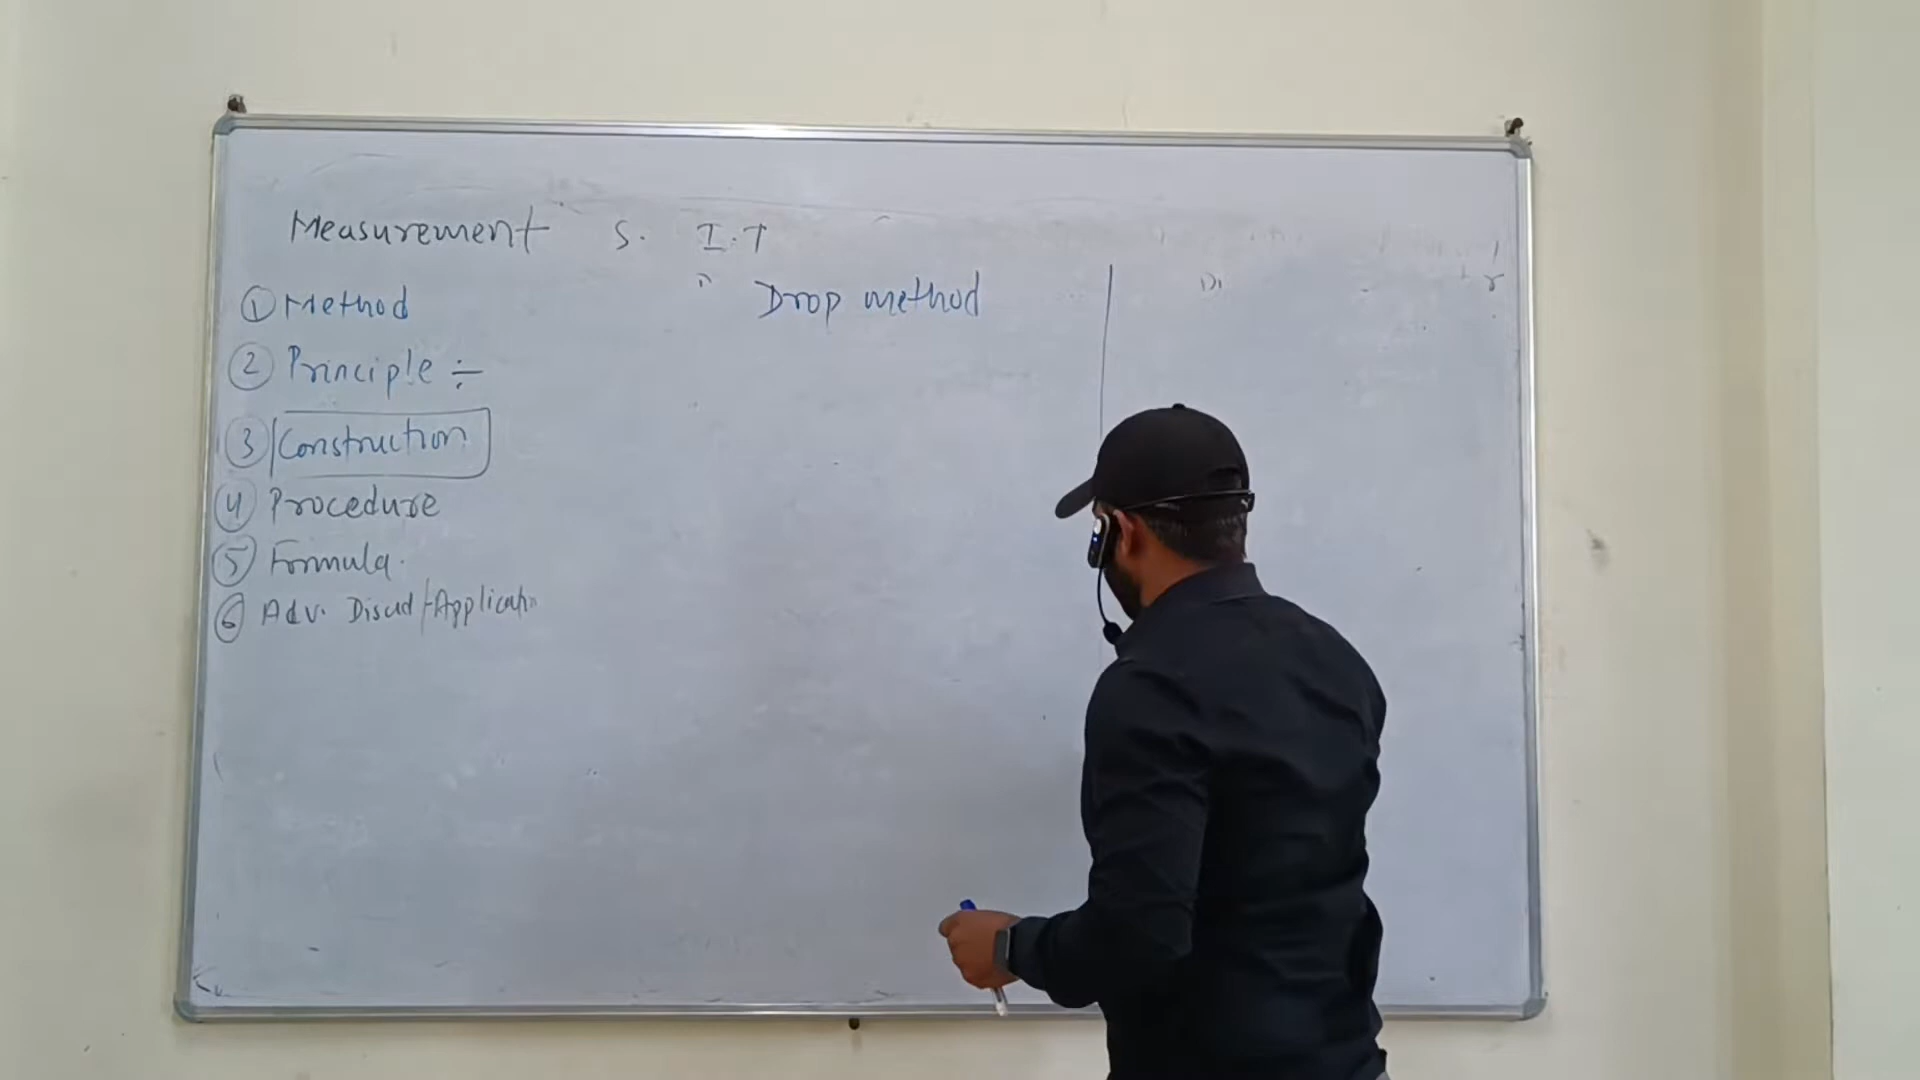 Measurement S. I.T
i) Drop method
① Method
② Principle ÷
③ Construction
④ Procedure
⑤ Formula.
⑥ Adv. Disad / Applicatn